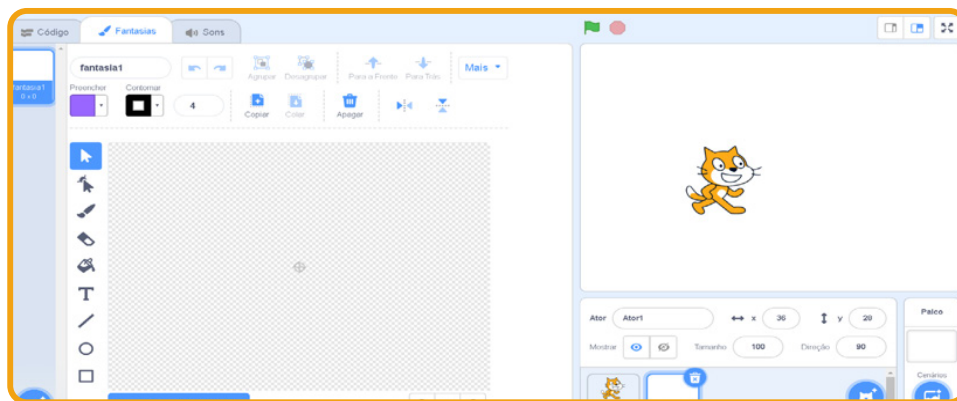 Código Fantasias Sons
fantasia1 Agrupar Desagrupar Para a Frente Para Trás Mais
fantasia1
0 x 0
Preencher Contornar 4 Copiar Colar Apagar
T
Ator Ator1 x 36 y 20 Palco
Mostrar Tamanho 100 Direção 90
Cenários